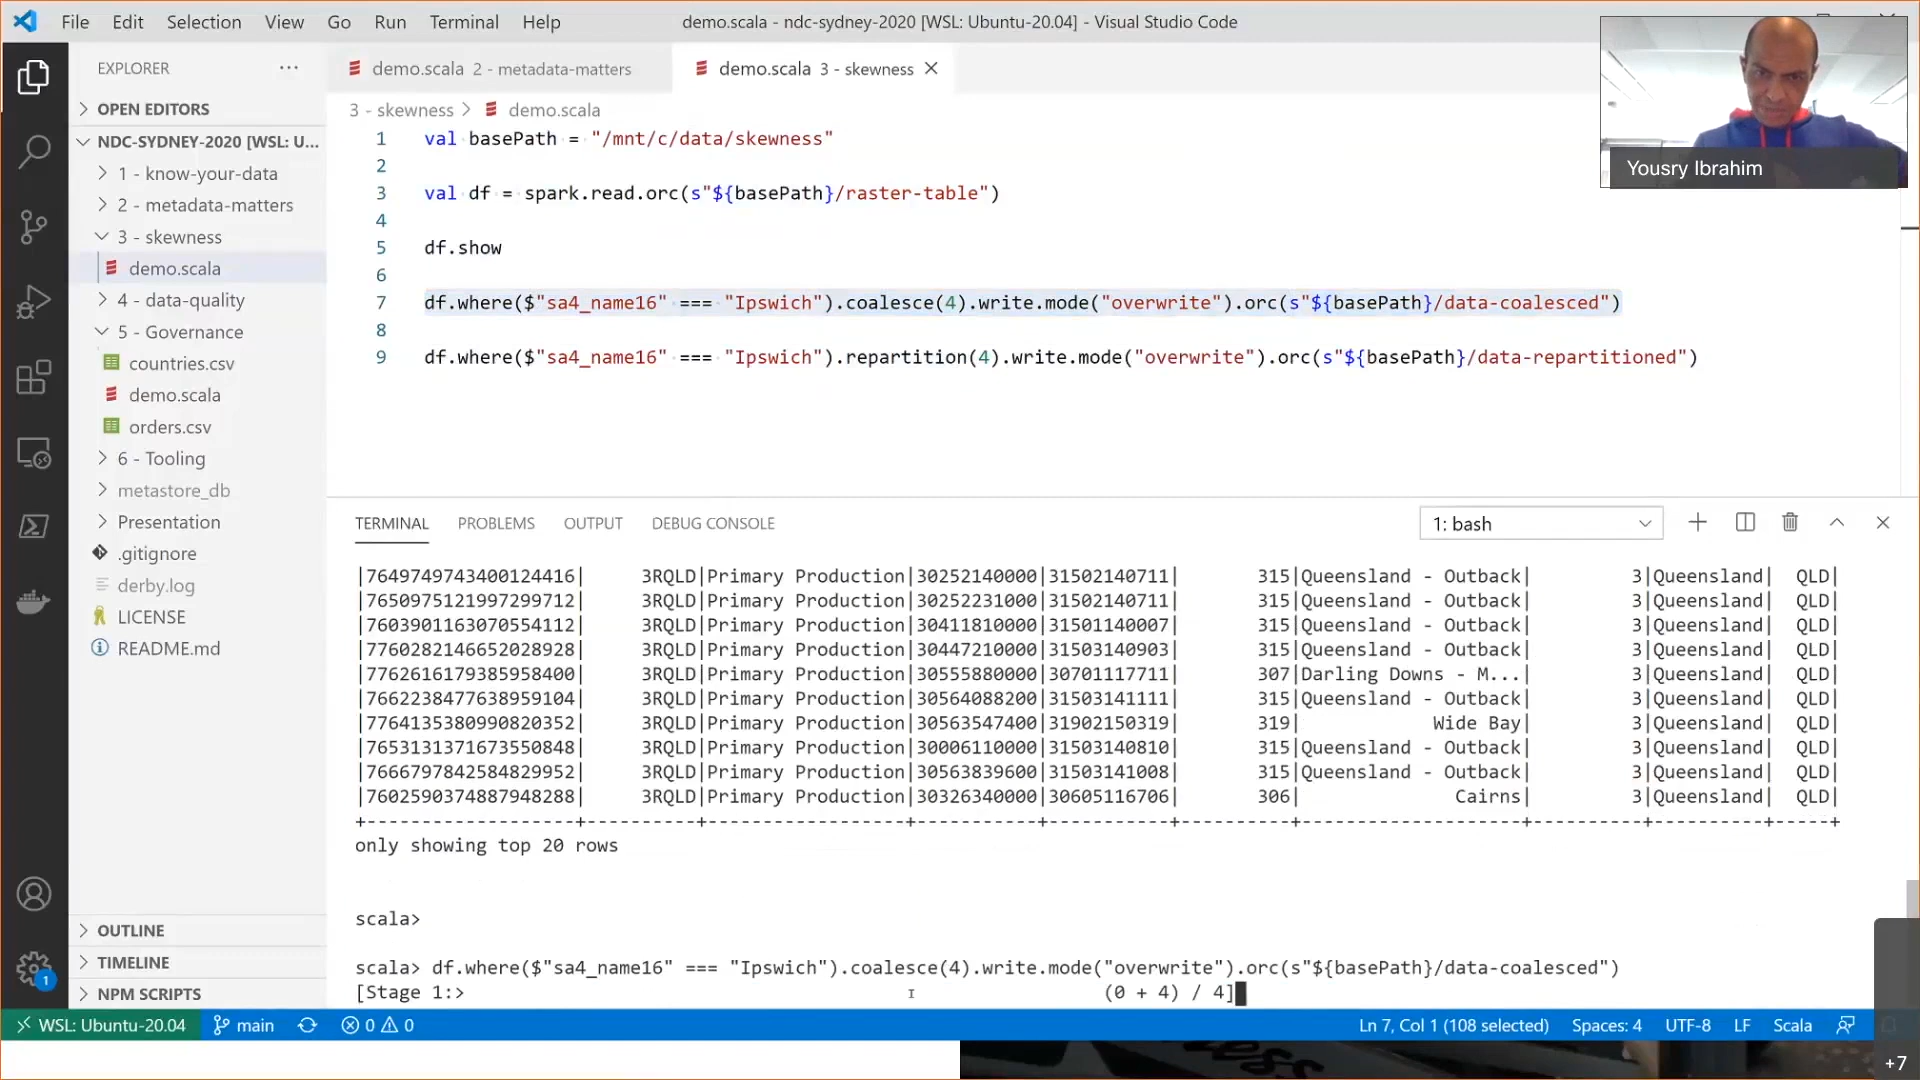 File Edit Selection View Go Run Terminal Help
demo.scala - ndc-sydney-2020 [WSL: Ubuntu-20.04] - Visual Studio Code
Yousry Ibrahim
EXPLORER
OPEN EDITORS
NDC-SYDNEY-2020 [WSL: U...
1 - know-your-data
2 - metadata-matters
3 - skewness
demo.scala
4 - data-quality
5 - Governance
countries.csv
demo.scala
orders.csv
6 - Tooling
metastore_db
Presentation
.gitignore
derby.log
LICENSE
README.md
OUTLINE
TIMELINE
NPM SCRIPTS
1
demo.scala 2 - metadata-matters
demo.scala 3 - skewness
3 - skewness > demo.scala
1 val basePath = "/mnt/c/data/skewness"
2
3 val df = spark.read.orc(s"${basePath}/raster-table")
4
5 df.show
6
7 df.where($"sa4_name16" === "Ipswich").coalesce(4).write.mode("overwrite").orc(s"${basePath}/data-coalesced")
8
9 df.where($"sa4_name16" === "Ipswich").repartition(4).write.mode("overwrite").orc(s"${basePath}/data-repartitioned")
TERMINAL PROBLEMS OUTPUT DEBUG CONSOLE 1: bash
|7649749743400124416| 3RQLD|Primary Production|30252140000|31502140711| 315|Queensland - Outback| 3|Queensland| QLD|
|7650975121997299712| 3RQLD|Primary Production|30252231000|31502140711| 315|Queensland - Outback| 3|Queensland| QLD|
|7603901163070554112| 3RQLD|Primary Production|30411810000|31501140007| 315|Queensland - Outback| 3|Queensland| QLD|
|7760282146652028928| 3RQLD|Primary Production|30447210000|31503140903| 315|Queensland - Outback| 3|Queensland| QLD|
|7762616179385958400| 3RQLD|Primary Production|30555880000|30701117711| 307|Darling Downs - M...| 3|Queensland| QLD|
|7662238477638959104| 3RQLD|Primary Production|30564088200|31503141111| 315|Queensland - Outback| 3|Queensland| QLD|
|7764135380990820352| 3RQLD|Primary Production|30563547400|31902150319| 319| Wide Bay| 3|Queensland| QLD|
|7653131371673550848| 3RQLD|Primary Production|30006110000|31503140810| 315|Queensland - Outback| 3|Queensland| QLD|
|7666797842584829952| 3RQLD|Primary Production|30563839600|31503141008| 315|Queensland - Outback| 3|Queensland| QLD|
|7602590374887948288| 3RQLD|Primary Production|30326340000|30605116706| 306| Cairns| 3|Queensland| QLD|
+-------------------+----------+------------------+-----------+-----------+----------+--------------------+----------+----------+-----+
only showing top 20 rows
scala>
scala> df.where($"sa4_name16" === "Ipswich").coalesce(4).write.mode("overwrite").orc(s"${basePath}/data-coalesced")
[Stage 1:> (0 + 4) / 4]
WSL: Ubuntu-20.04 main 0 0 Ln 7, Col 1 (108 selected) Spaces: 4 UTF-8 LF Scala
+7